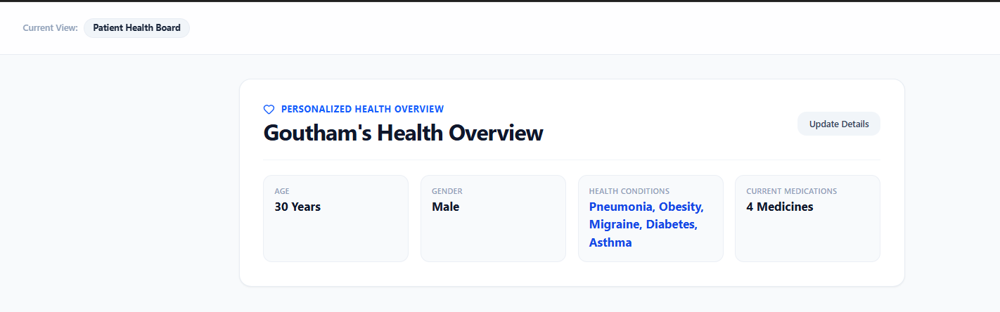 Current View: Patient Health Board
PERSONALIZED HEALTH OVERVIEW
Goutham's Health Overview
Update Details
AGE
30 Years
GENDER
Male
HEALTH CONDITIONS
Pneumonia, Obesity,
Migraine, Diabetes,
Asthma
CURRENT MEDICATIONS
4 Medicines